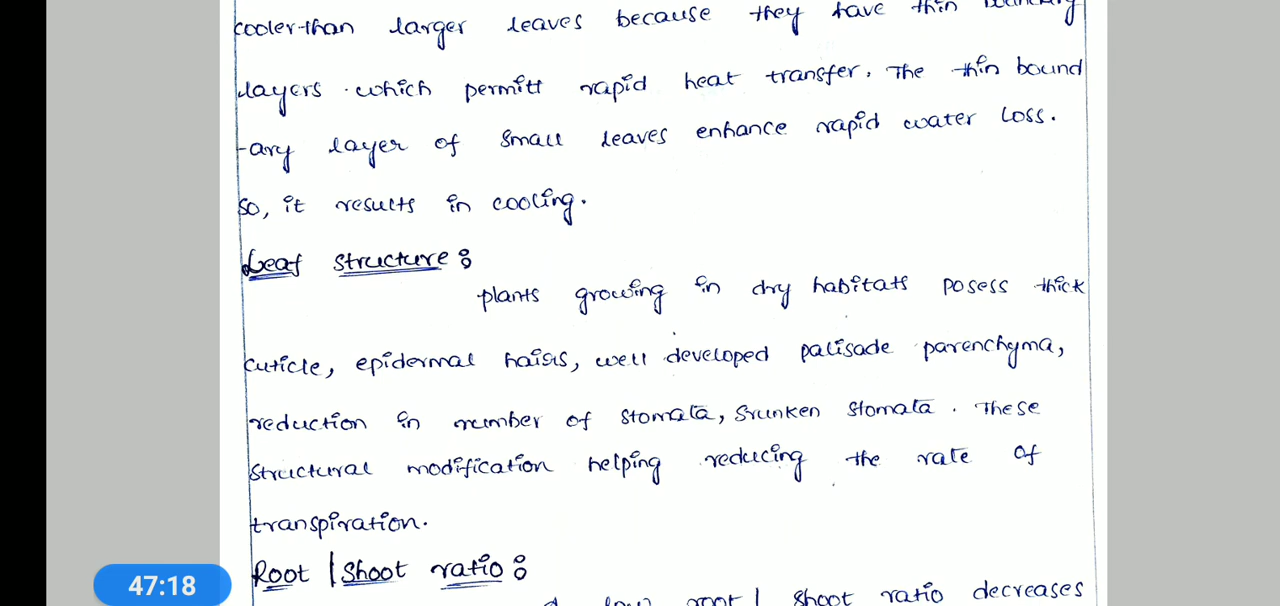 cooler than larger leaves because they have thin
layers. which permitt rapid heat transfer. The thin bound
-ary layer of small leaves enhance rapid water loss.
so, it results in cooling.
Leaf structure:
plants growing in dry habitats posess thick
cuticle, epidermal hairs, well developed palisade parenchyma,
reduction in number of stomata, srunken stomata. These
structural modification helping reducing the rate of
transpiration.
Root / shoot ratio:
root / shoot ratio decreases
47:18